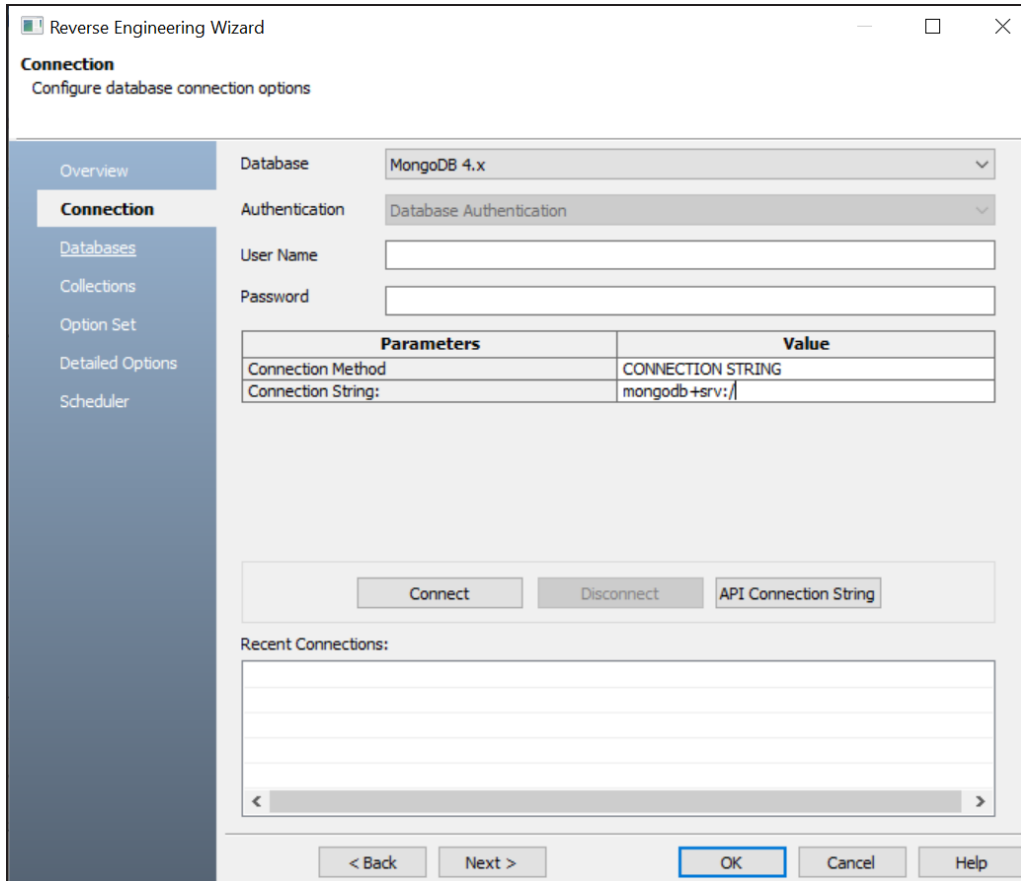 Reverse Engineering Wizard
Connection
Configure database connection options
Overview
Connection
Databases
Collections
Option Set
Detailed Options
Scheduler
Database MongoDB 4.x
Authentication Database Authentication
User Name
Password
Parameters Value
Connection Method CONNECTION STRING
Connection String: mongodb+srv:/
Connect Disconnect API Connection String
Recent Connections:
< Back Next > OK Cancel Help